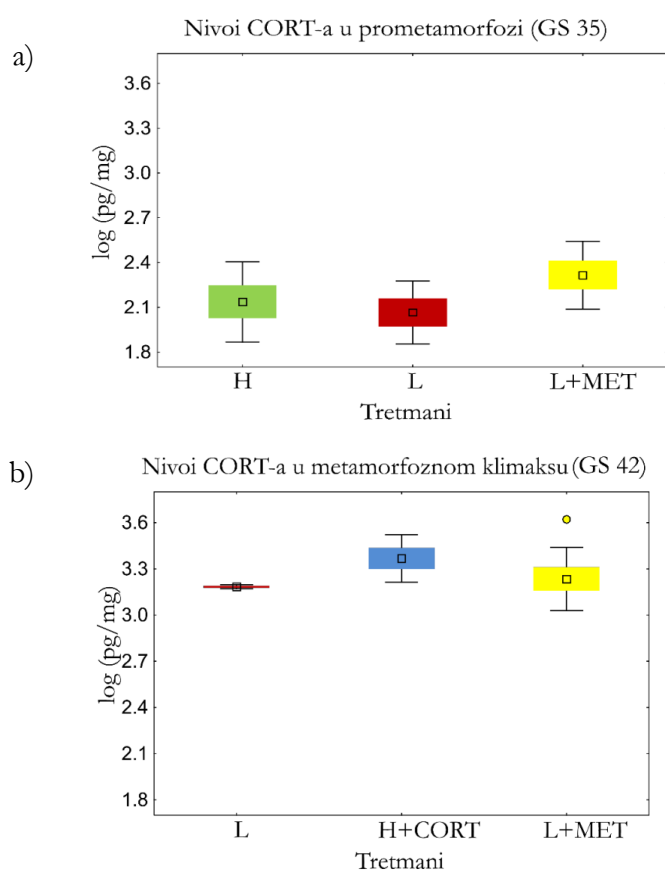 a)
Nivoi CORT-a u prometamorfozi (GS 35)
log (pg/mg)
3.6
3.3
3.0
2.7
2.4
2.1
1.8
H L L+MET
Tretmani
b)
Nivoi CORT-a u metamorfoznom klimaksu (GS 42)
log (pg/mg)
3.6
3.3
3.0
2.7
2.4
2.1
1.8
L H+CORT L+MET
Tretmani